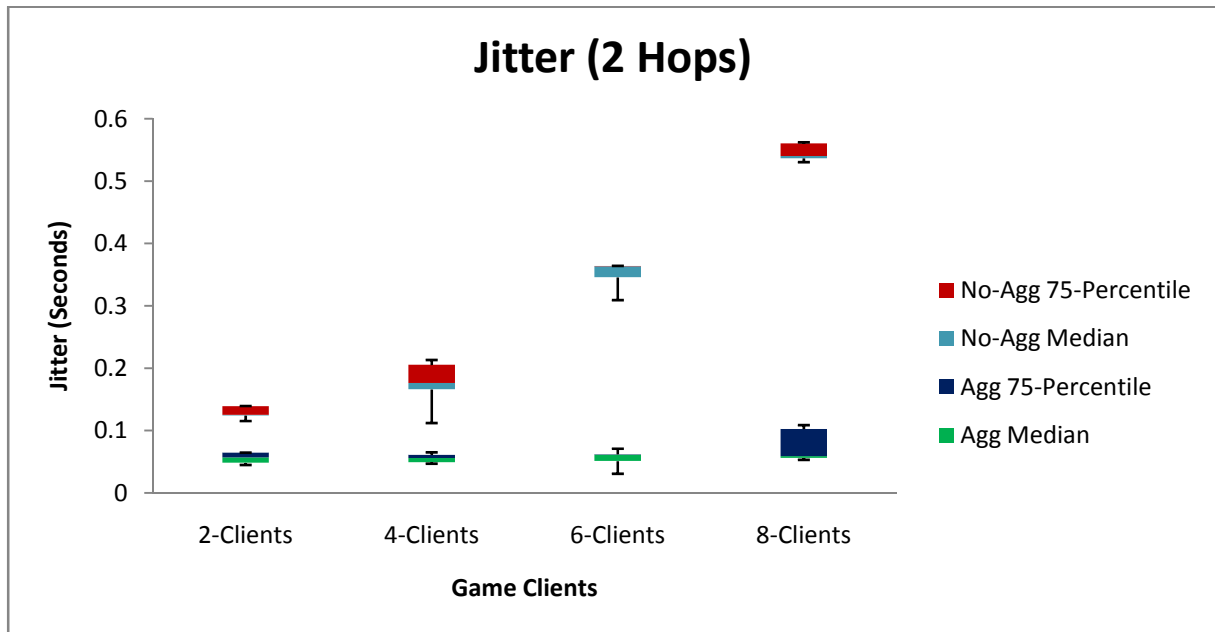 Jitter (2 Hops)
0.6
0.5
0.4
0.3
0.2
0.1
0
Jitter (Seconds)
2-Clients
4-Clients
6-Clients
8-Clients
Game Clients
No-Agg 75-Percentile
No-Agg Median
Agg 75-Percentile
Agg Median